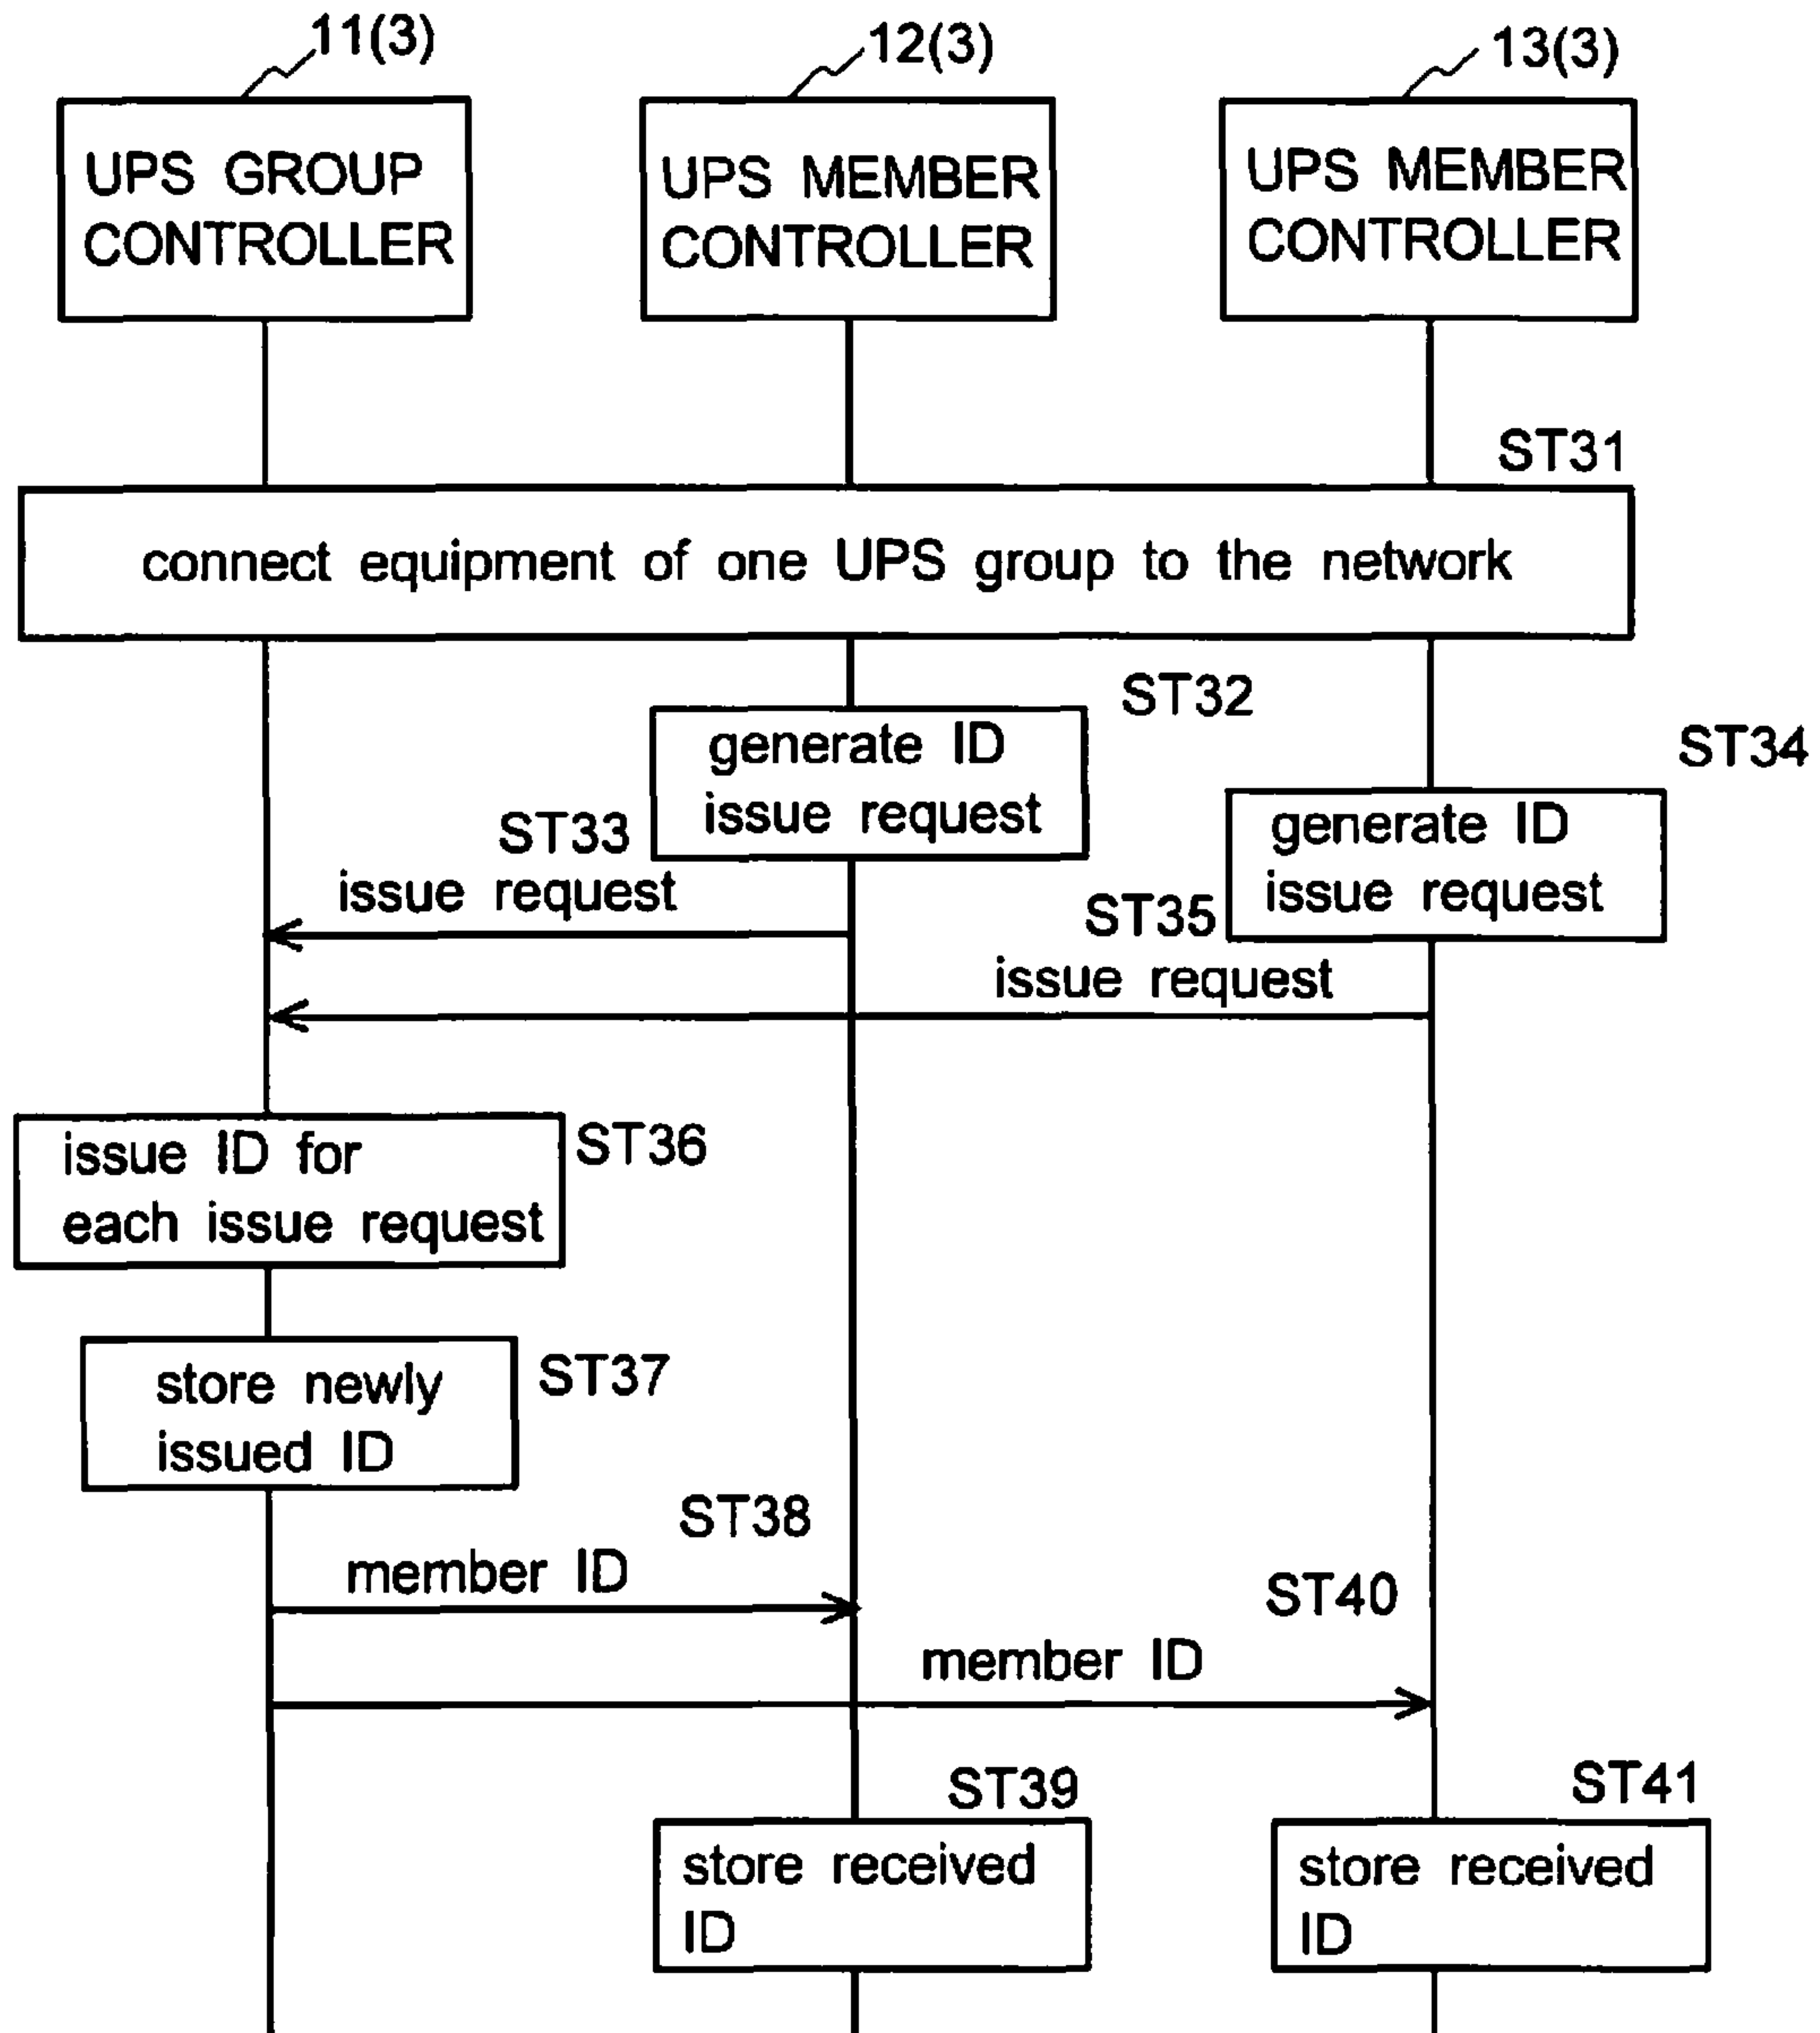 11(3)
12(3)
13(3)
UPS GROUP
CONTROLLER
UPS MEMBER
CONTROLLER
UPS MEMBER
CONTROLLER
ST31
connect equipment of one UPS group to the network
ST32
generate ID
issue request
ST34
generate ID
issue request
ST33
issue request
ST35
issue request
issue ID for
each issue request
ST36
store newly
issued ID
ST37
ST38
member ID
ST40
member ID
ST39
store received
ID
ST41
store received
ID